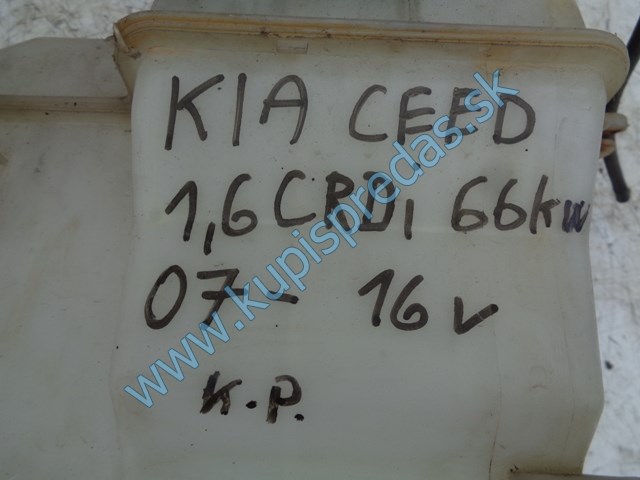 KIA CEED
1,6 CRDi 66kw
07- 16v
K.P.
www.kupispredas.sk